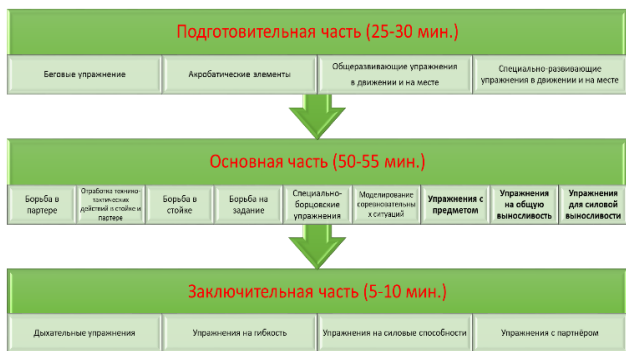 Подготовительная часть (25-30 мин.)
Беговые упражнение
Акробатические элементы
Общеразвивающие упражнения
в движении и на месте
Специально-развивающие
упражнения в движении и на месте
Основная часть (50-55 мин.)
Борьба в
партере
Отработка технико-
тактических
действий в стойке и
партере
Борьба в
стойке
Борьба на
задание
Специально-
борцовские
упражнения
Моделирование
соревновательны
х ситуаций
Упражнения с
предметом
Упражнения
на общую
выносливость
Упражнения
для силовой
выносливости
Заключительная часть (5-10 мин.)
Дыхательные упражнения
Упражнения на гибкость
Упражнения на силовые способности
Упражнения с партнёром